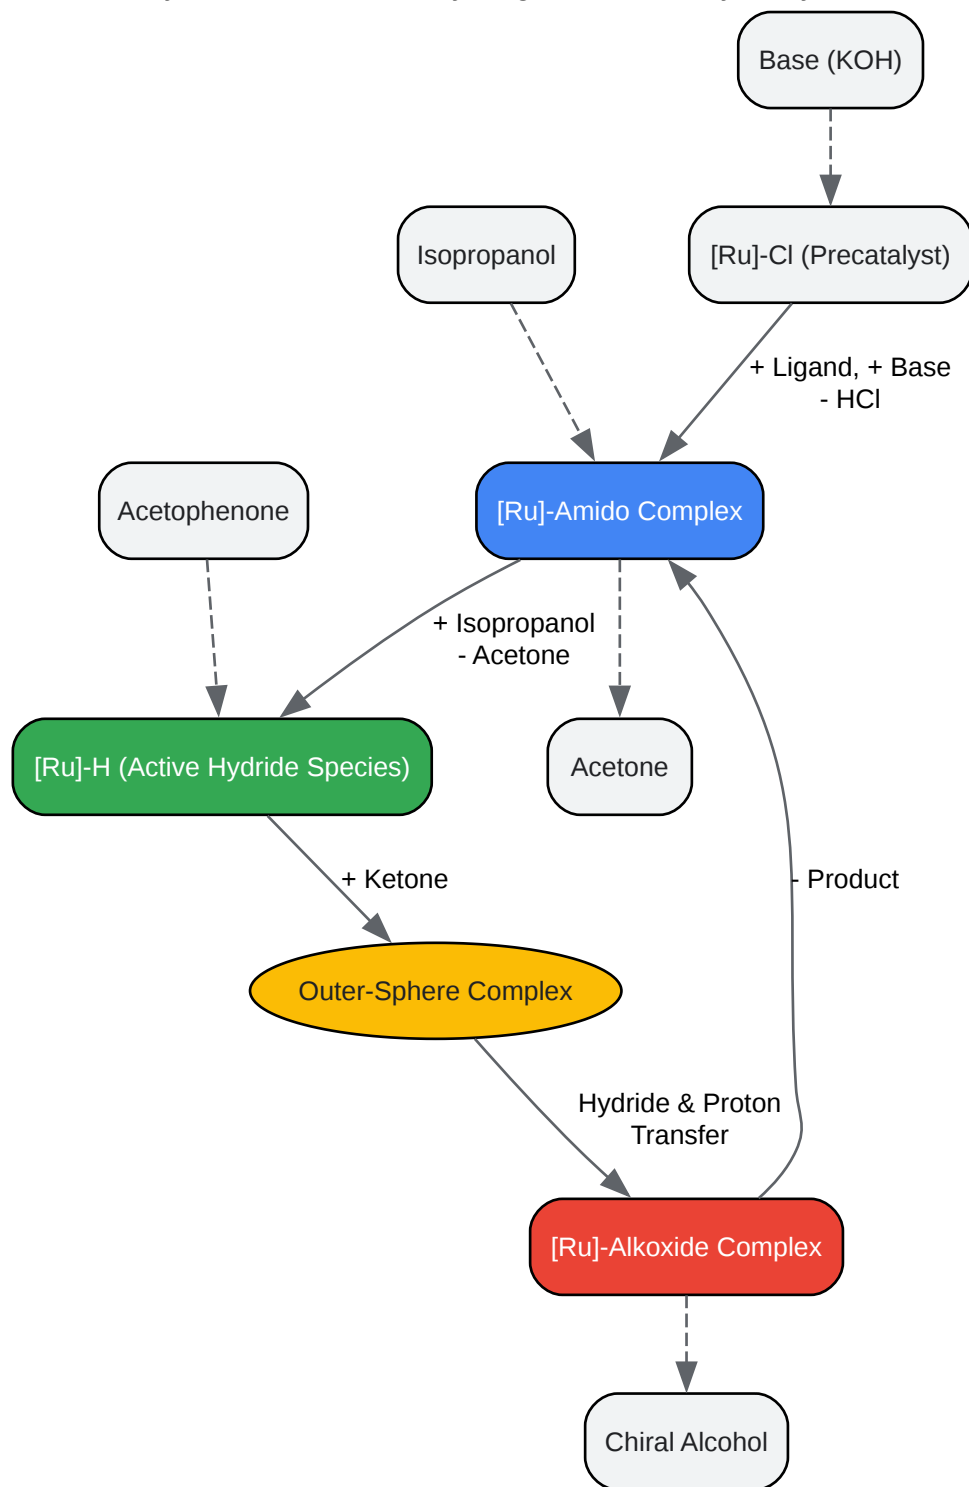 Base (KOH)
Isopropanol
[Ru]-Cl (Precatalyst)
+ Ligand, + Base
- HCl
Acetophenone
[Ru]-Amido Complex
+ Isopropanol
- Acetone
[Ru]-H (Active Hydride Species)
Acetone
+ Ketone
- Product
Outer-Sphere Complex
Hydride & Proton
Transfer
[Ru]-Alkoxide Complex
Chiral Alcohol